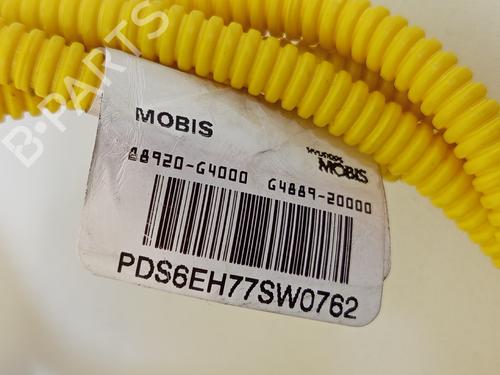 B-PARTS
MOBIS
HYUNDAI
MOBIS
88920-G4000 G4889-20000
PDS6EH77SW0762